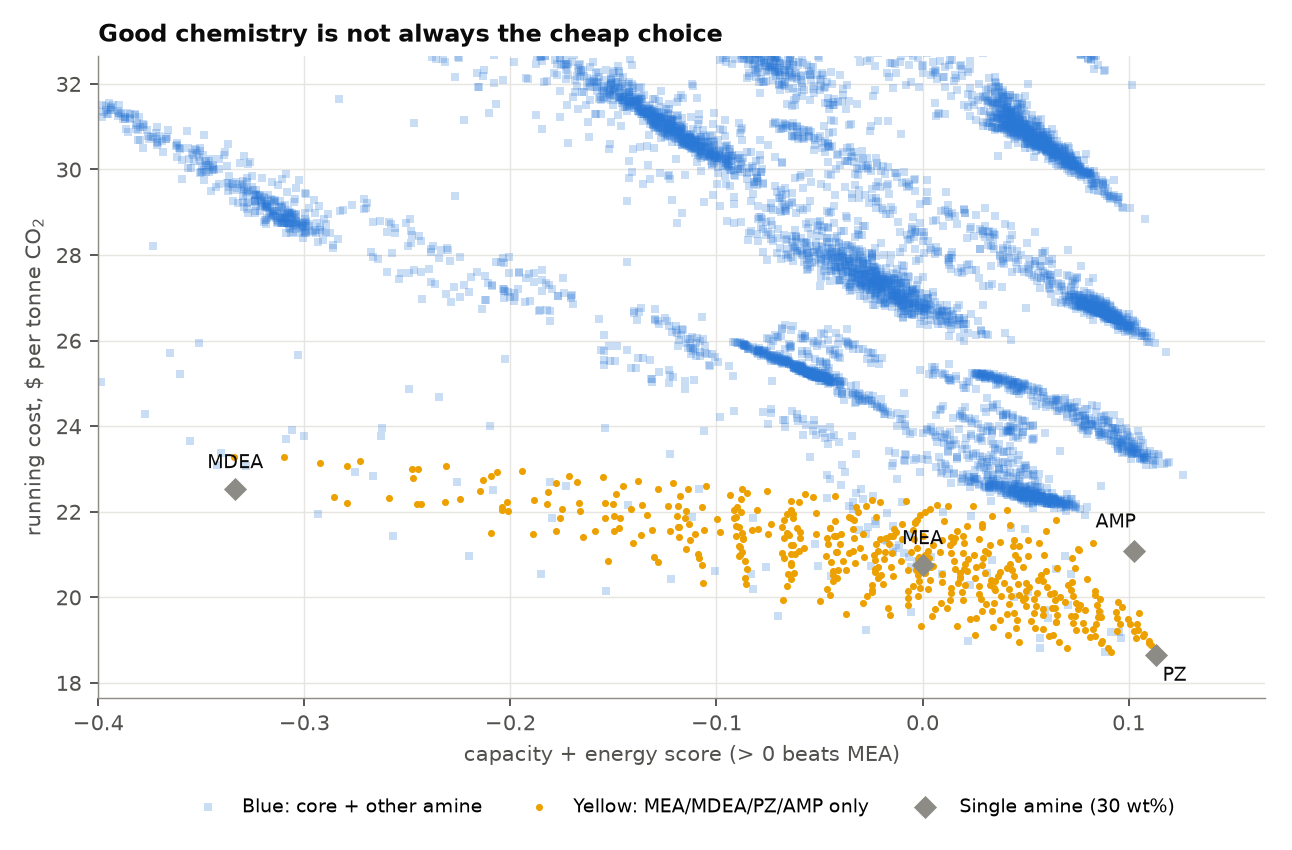 Good chemistry is not always the cheap choice
running cost, $ per tonne CO₂
32
30
28
26
24
22
20
18
MDEA
MEA
AMP
PZ
−0.4 −0.3 −0.2 −0.1 0.0 0.1
capacity + energy score (> 0 beats MEA)
Blue: core + other amine Yellow: MEA/MDEA/PZ/AMP only Single amine (30 wt%)